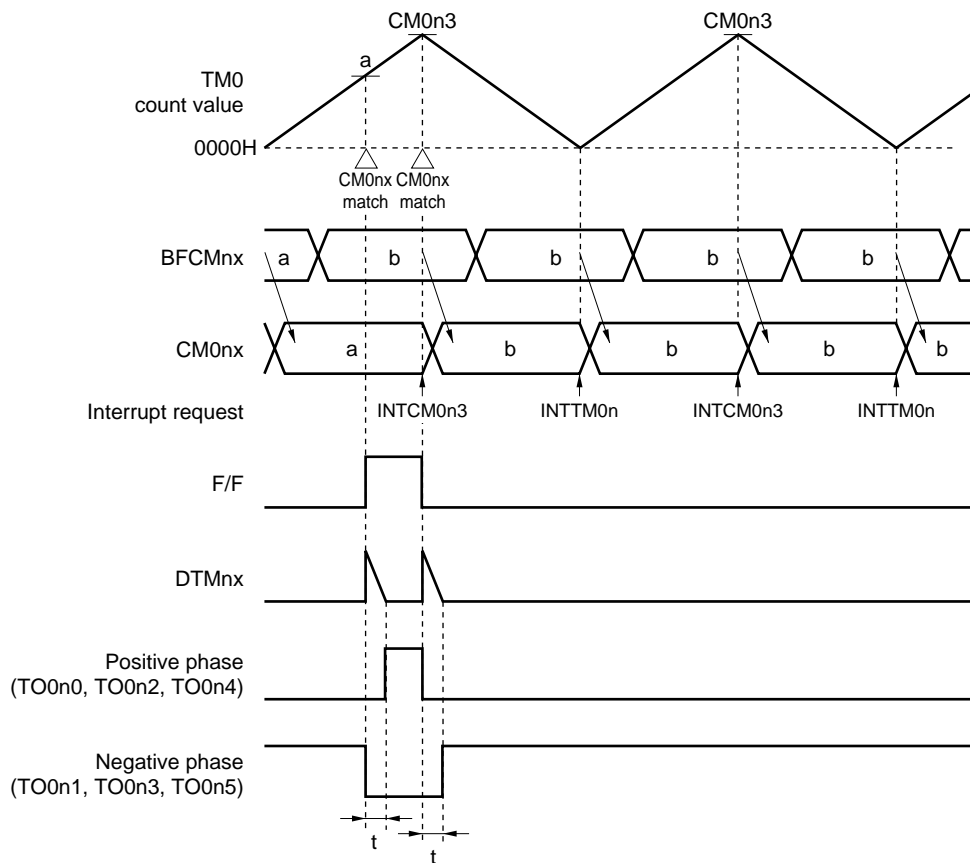 CM0n3 CM0n3
a
TM0
count value
0000H
CM0nx CM0nx
match match
BFCMnx a b b b b
CM0nx a b b b b
Interrupt request INTCM0n3 INTTM0n INTCM0n3 INTTM0n
F/F
DTMnx
Positive phase
(TO0n0, TO0n2, TO0n4)
Negative phase
(TO0n1, TO0n3, TO0n5)
t t